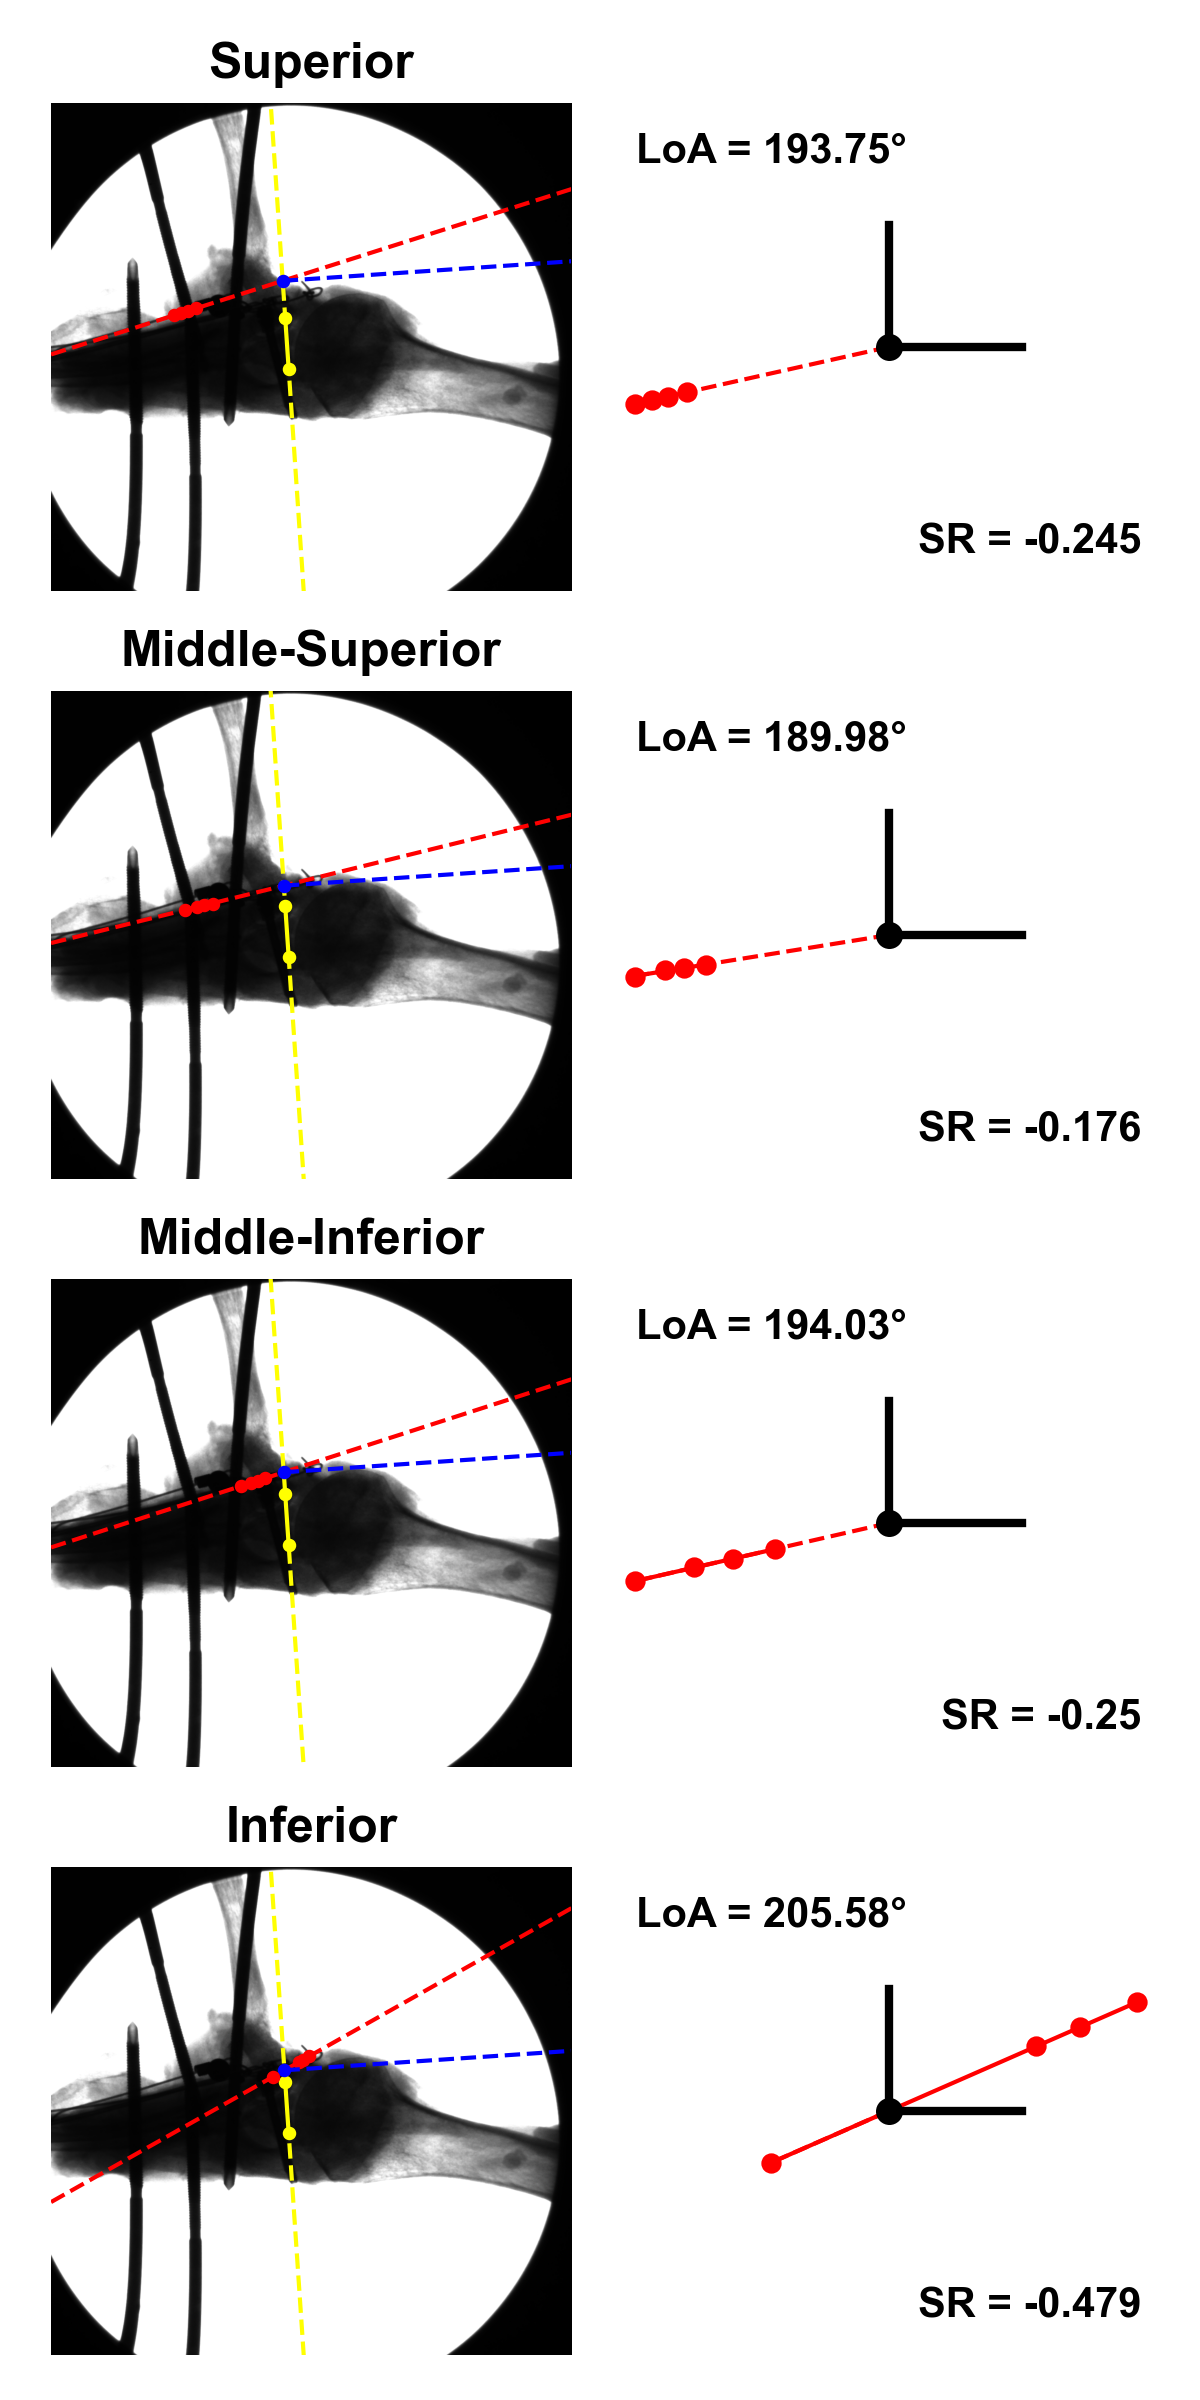 Superior
LoA = 193.75°
SR = -0.245
Middle-Superior
LoA = 189.98°
SR = -0.176
Middle-Inferior
LoA = 194.03°
SR = -0.25
Inferior
LoA = 205.58°
SR = -0.479